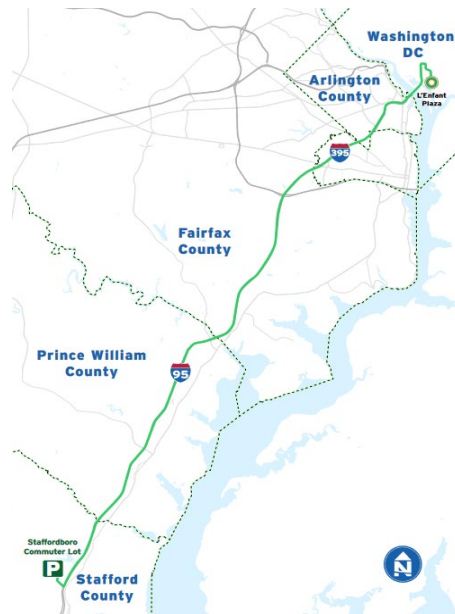 Washington
DC
Arlington
County
L'Enfant
Plaza
395
Fairfax
County
Prince William
County
95
Staffordboro
Commuter Lot
P
Stafford
County
N